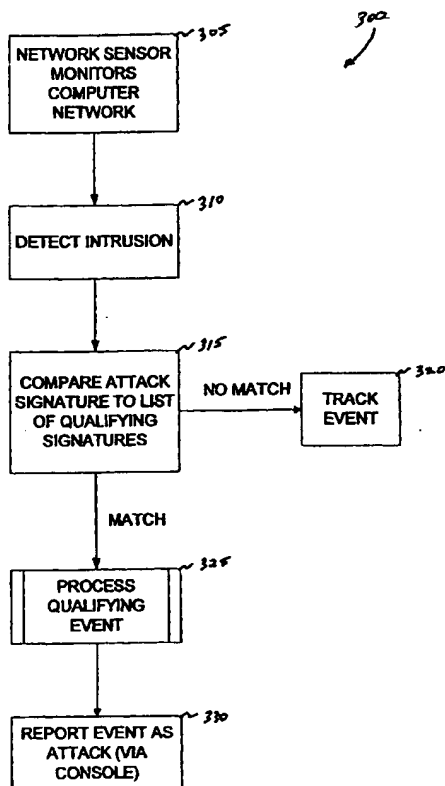 300
305
NETWORK SENSOR
MONITORS
COMPUTER
NETWORK
310
DETECT INTRUSION
315
COMPARE ATTACK
SIGNATURE TO LIST
OF QUALIFYING
SIGNATURES
NO MATCH
320
TRACK
EVENT
MATCH
325
PROCESS
QUALIFYING
EVENT
330
REPORT EVENT AS
ATTACK (VIA
CONSOLE)